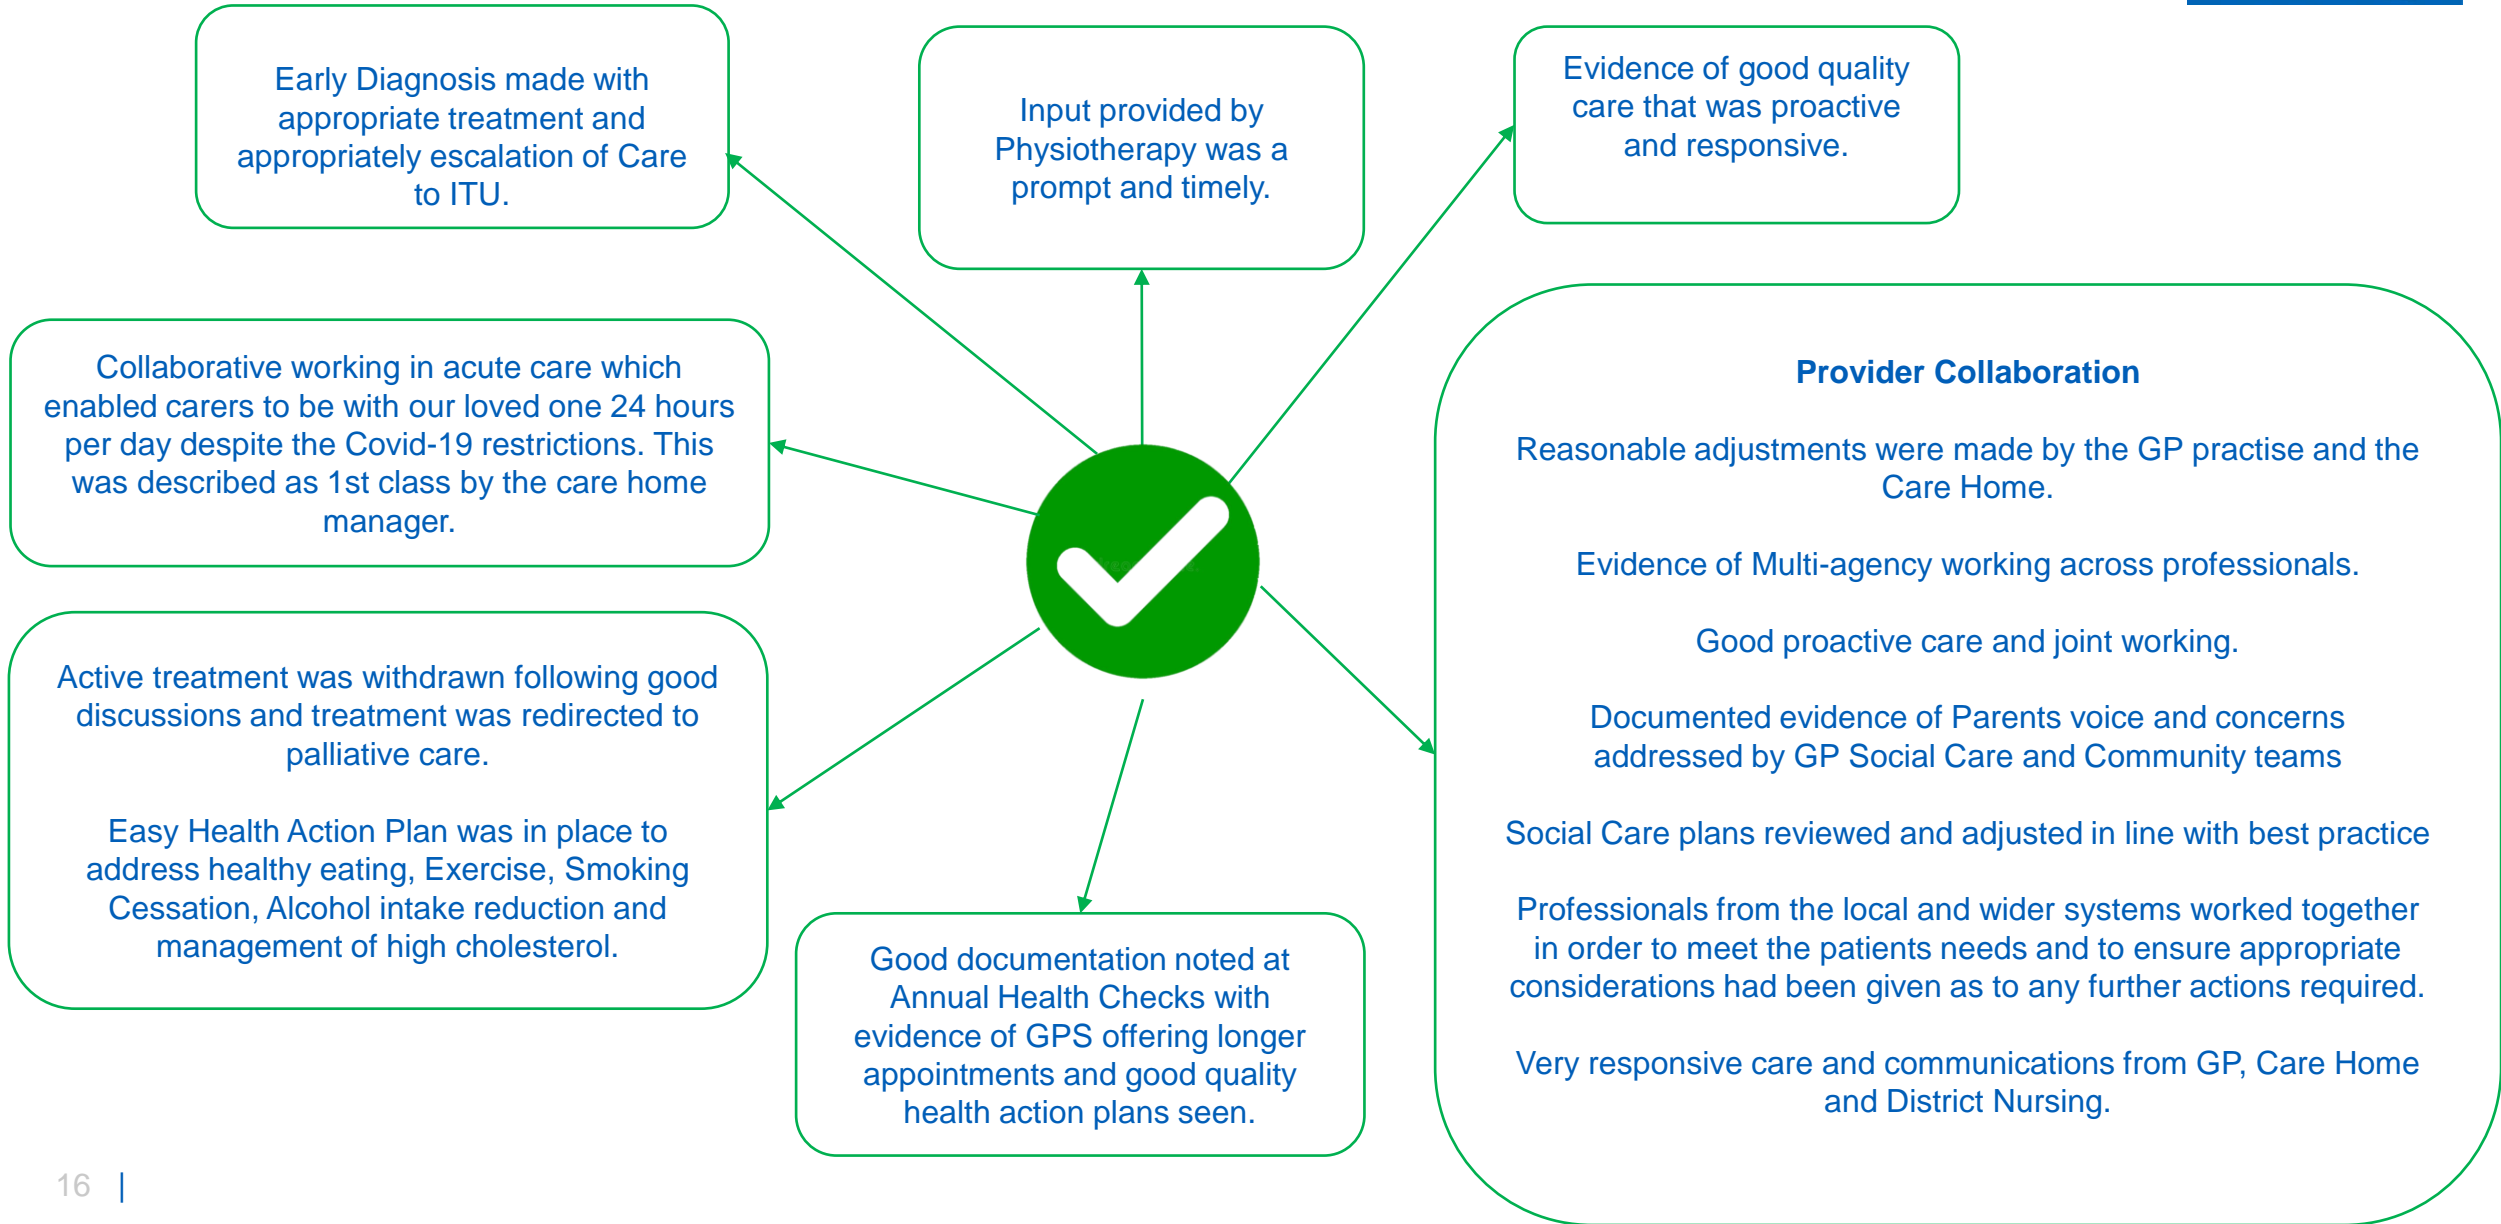 Early Diagnosis made with
appropriate treatment and
appropriately escalation of Care
to ITU.
Input provided by
Physiotherapy was a
prompt and timely.
Evidence of good quality
care that was proactive
and responsive.
Collaborative working in acute care which
enabled carers to be with our loved one 24 hours
per day despite the Covid-19 restrictions. This
was described as 1st class by the care home
manager.
Active treatment was withdrawn following good
discussions and treatment was redirected to
palliative care.
Easy Health Action Plan was in place to
address healthy eating, Exercise, Smoking
Cessation, Alcohol intake reduction and
management of high cholesterol.
Good documentation noted at
Annual Health Checks with
evidence of GPS offering longer
appointments and good quality
health action plans seen.
Provider Collaboration
Reasonable adjustments were made by the GP practise and the
Care Home.
Evidence of Multi-agency working across professionals.
Good proactive care and joint working.
Documented evidence of Parents voice and concerns
addressed by GP Social Care and Community teams
Social Care plans reviewed and adjusted in line with best practice
Professionals from the local and wider systems worked together
in order to meet the patients needs and to ensure appropriate
considerations had been given as to any further actions required.
Very responsive care and communications from GP, Care Home
and District Nursing.
16 |